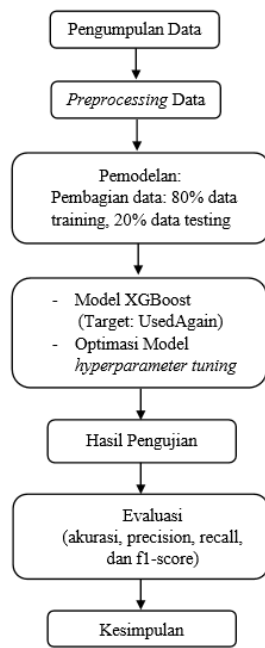 Pengumpulan Data
Preprocessing Data
Pemodelan:
Pembagian data: 80% data
training, 20% data testing
- Model XGBoost
(Target: UsedAgain)
- Optimasi Model
hyperparameter tuning
Hasil Pengujian
Evaluasi
(akurasi, precision, recall,
dan f1-score)
Kesimpulan